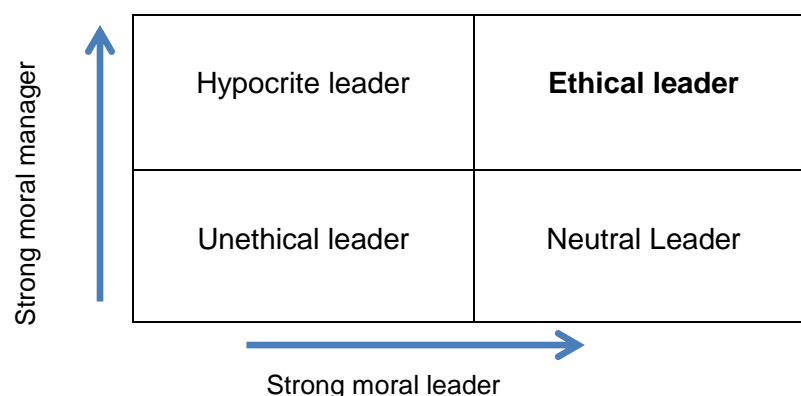 Strong moral manager
Hypocrite leader
Ethical leader
Unethical leader
Neutral Leader
Strong moral leader